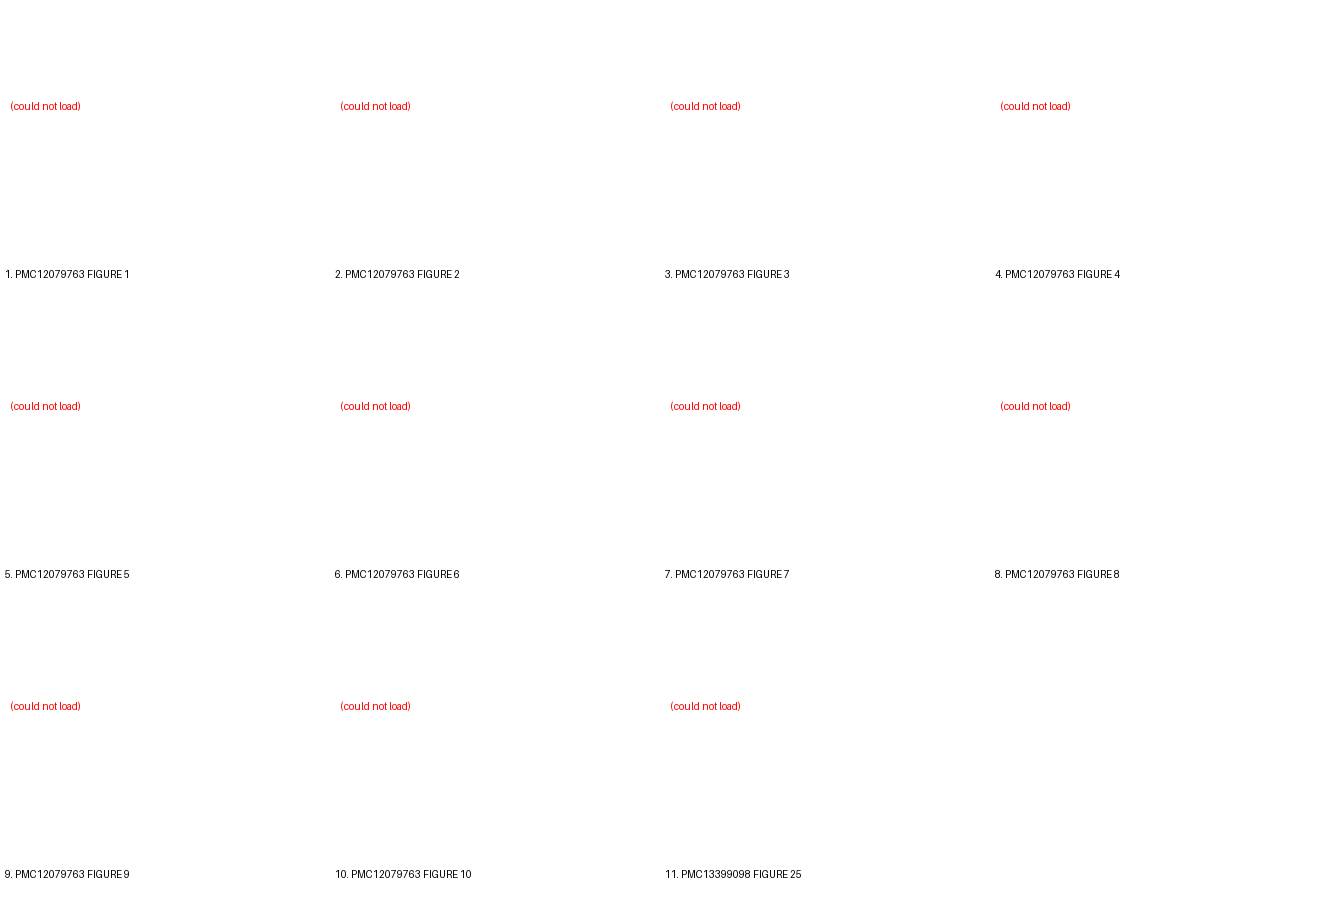 (could not load)
(could not load)
(could not load)
(could not load)
1. PMC12079763 FIGURE 1
2. PMC12079763 FIGURE 2
3. PMC12079763 FIGURE 3
4. PMC12079763 FIGURE 4
(could not load)
(could not load)
(could not load)
(could not load)
5. PMC12079763 FIGURE 5
6. PMC12079763 FIGURE 6
7. PMC12079763 FIGURE 7
8. PMC12079763 FIGURE 8
(could not load)
(could not load)
(could not load)
9. PMC12079763 FIGURE 9
10. PMC12079763 FIGURE 10
11. PMC13399098 FIGURE 25